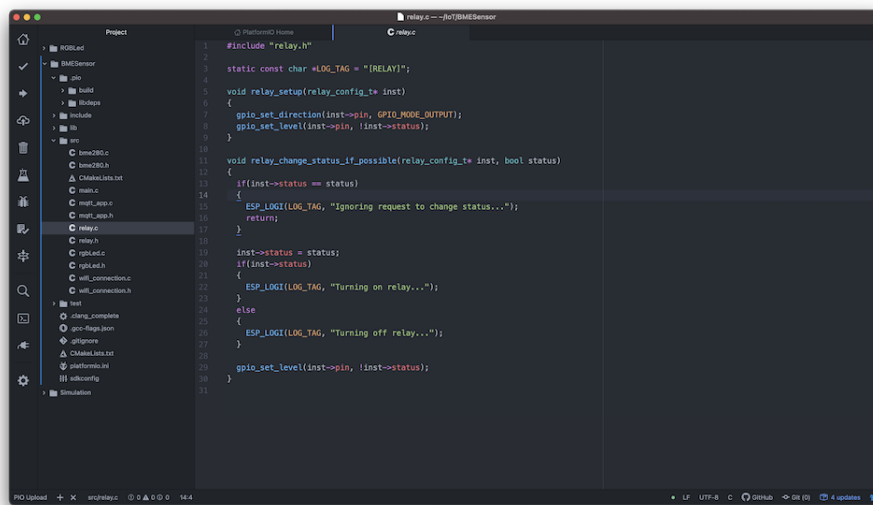 relay.c — ~/IoT/BMESensor
Project
PlatformIO Home
relay.c
RGBLed
BMESensor
.pio
build
libdeps
include
lib
src
bme280.c
bme280.h
CMakeLists.txt
main.c
mqtt_app.c
mqtt_app.h
relay.c
relay.h
rgbLed.c
rgbLed.h
wifi_connection.c
wifi_connection.h
test
.clang_complete
.gcc-flags.json
.gitignore
CMakeLists.txt
platformio.ini
sdkconfig
Simulation
1 #include "relay.h"
2
3 static const char *LOG_TAG = "[RELAY]";
4
5 void relay_setup(relay_config_t* inst)
6 {
7 gpio_set_direction(inst->pin, GPIO_MODE_OUTPUT);
8 gpio_set_level(inst->pin, !inst->status);
9 }
10
11 void relay_change_status_if_possible(relay_config_t* inst, bool status)
12 {
13 if(inst->status == status)
14 {
15 ESP_LOGI(LOG_TAG, "Ignoring request to change status...");
16 return;
17 }
18
19 inst->status = status;
20 if(inst->status)
21 {
22 ESP_LOGI(LOG_TAG, "Turning on relay...");
23 }
24 else
25 {
26 ESP_LOGI(LOG_TAG, "Turning off relay...");
27 }
28
29 gpio_set_level(inst->pin, !inst->status);
30 }
31
PIO Upload + × src/relay.c 0 0 0 14:4 LF UTF-8 C GitHub Git (0) 4 updates